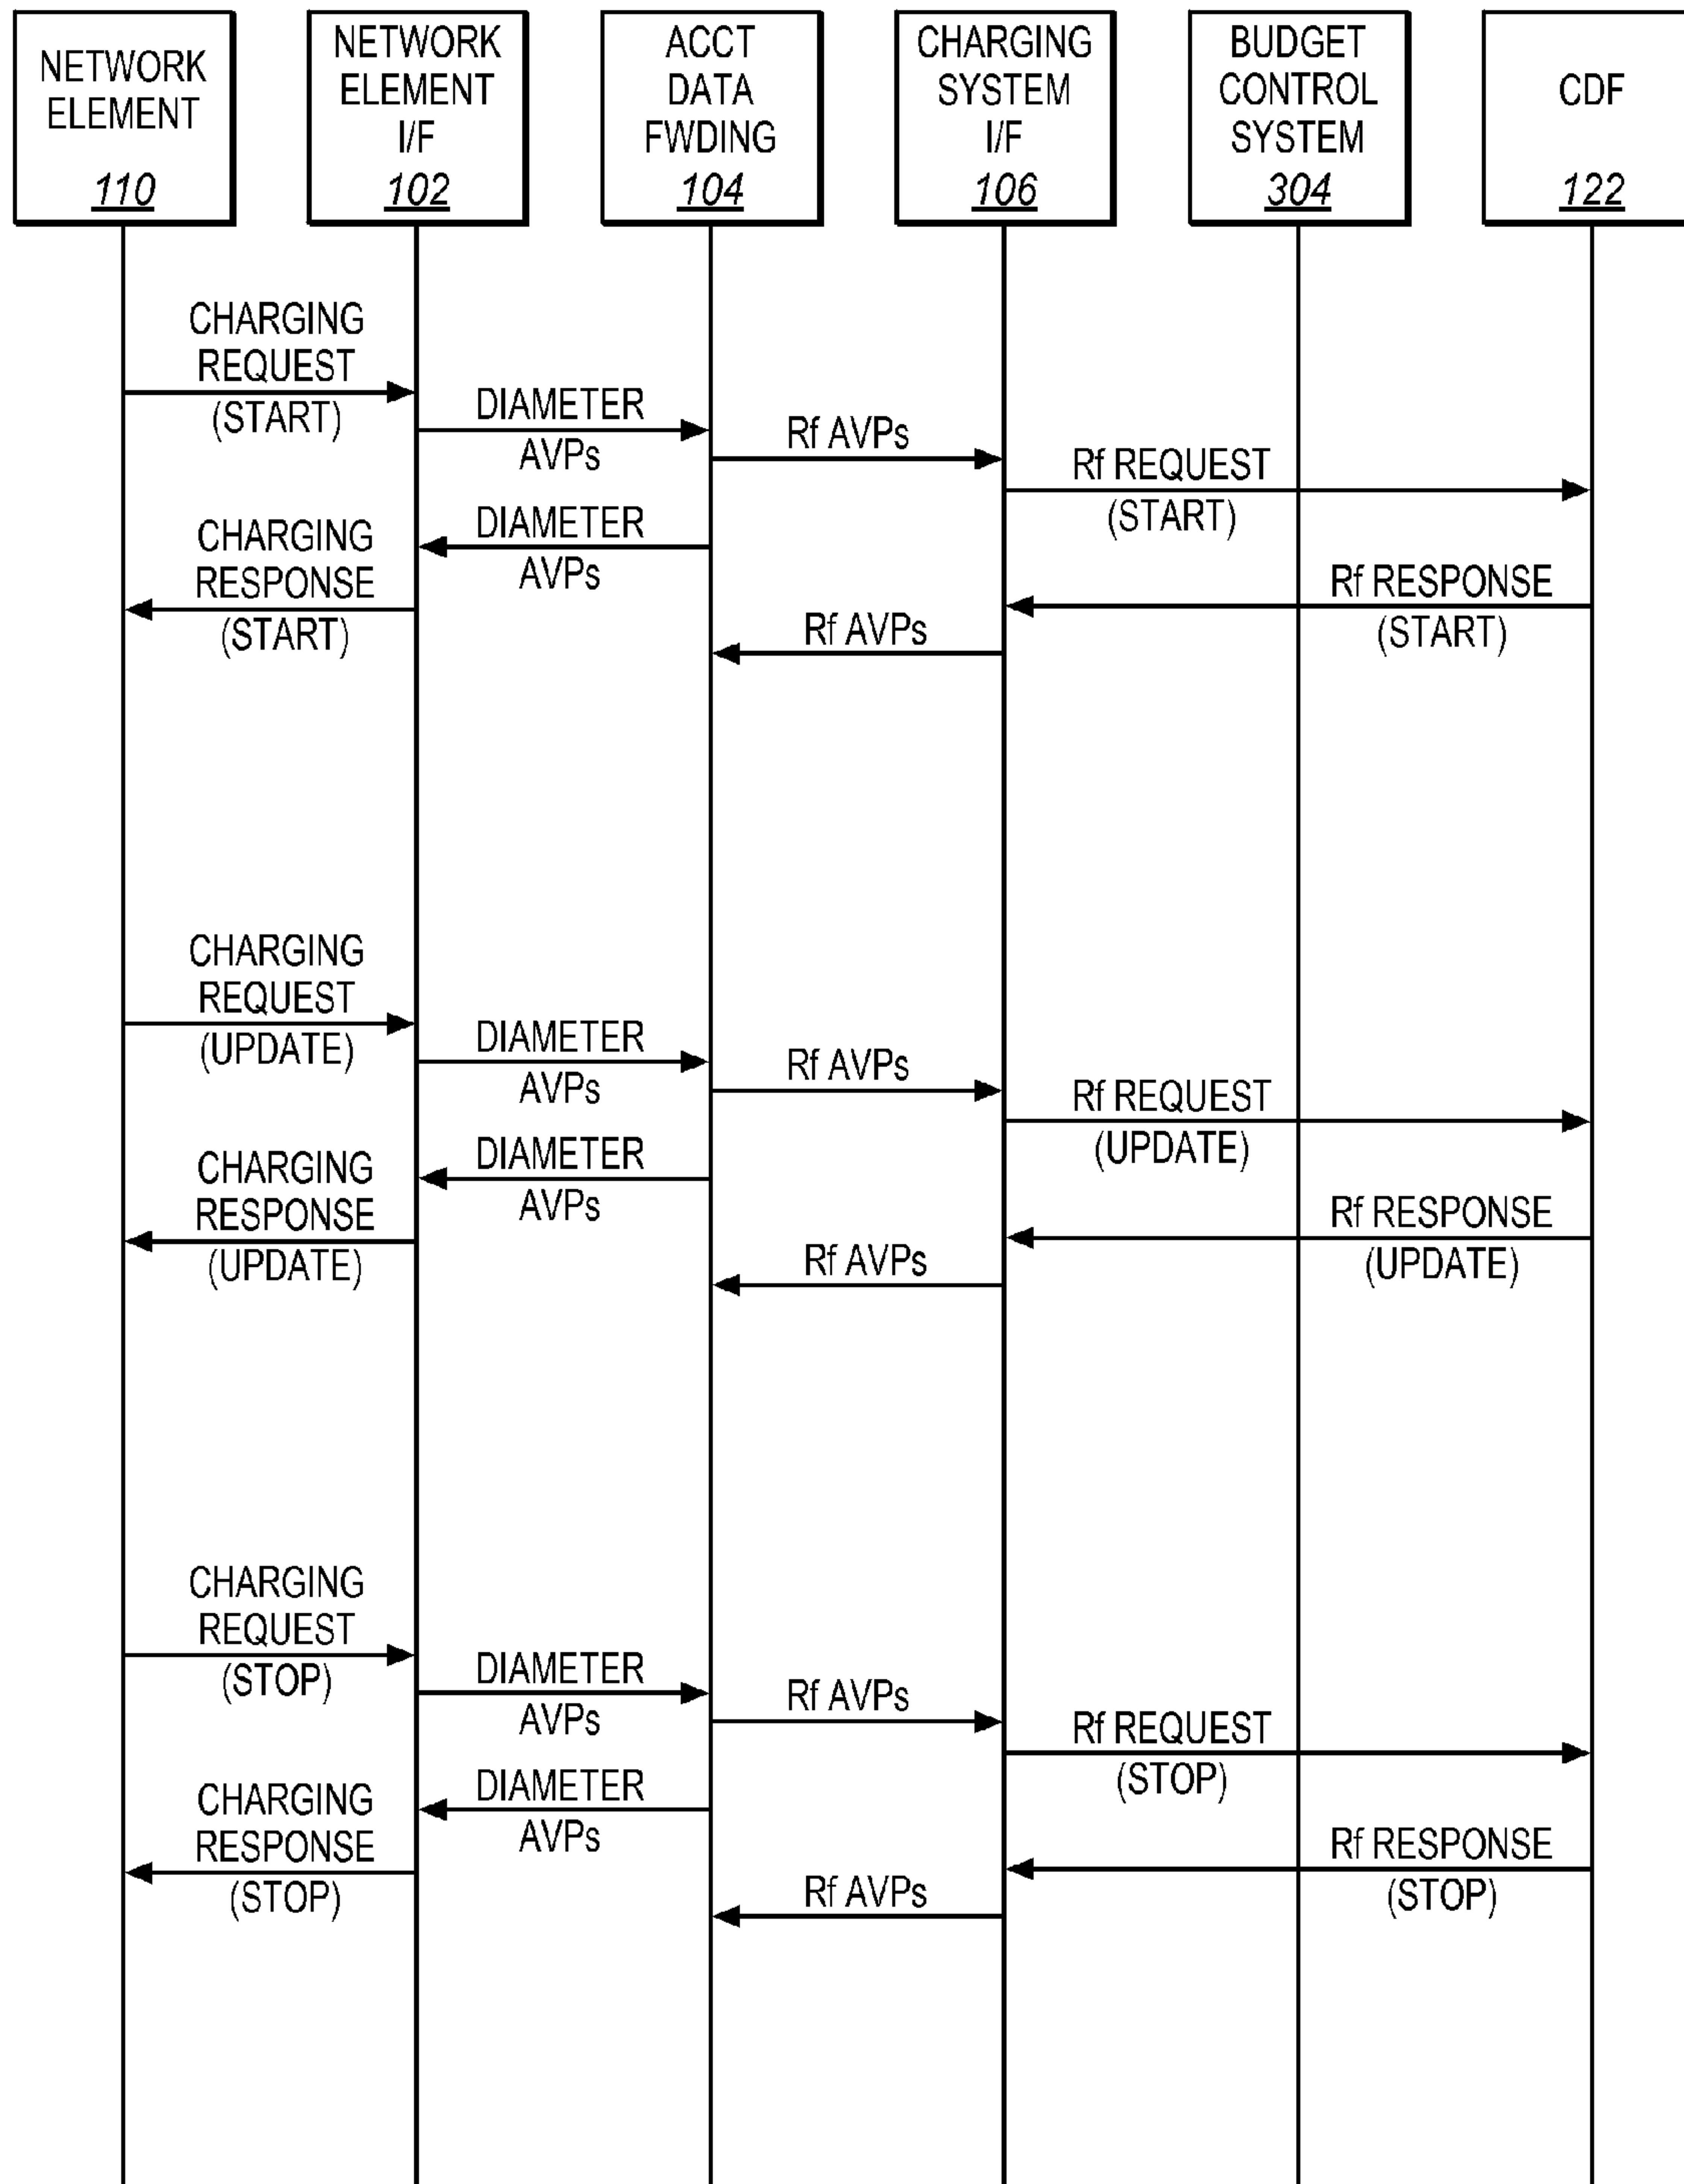 NETWORK
ELEMENT
110
NETWORK
ELEMENT
I/F
102
ACCT
DATA
FWDING
104
CHARGING
SYSTEM
I/F
106
BUDGET
CONTROL
SYSTEM
304
CDF
122
CHARGING
REQUEST
(START)
DIAMETER
AVPs
Rf AVPs
Rf REQUEST
(START)
DIAMETER
AVPs
CHARGING
RESPONSE
(START)
Rf RESPONSE
(START)
Rf AVPs
CHARGING
REQUEST
(UPDATE)
DIAMETER
AVPs
Rf AVPs
Rf REQUEST
(UPDATE)
DIAMETER
AVPs
CHARGING
RESPONSE
(UPDATE)
Rf RESPONSE
(UPDATE)
Rf AVPs
CHARGING
REQUEST
(STOP)
DIAMETER
AVPs
Rf AVPs
Rf REQUEST
(STOP)
DIAMETER
AVPs
CHARGING
RESPONSE
(STOP)
Rf RESPONSE
(STOP)
Rf AVPs